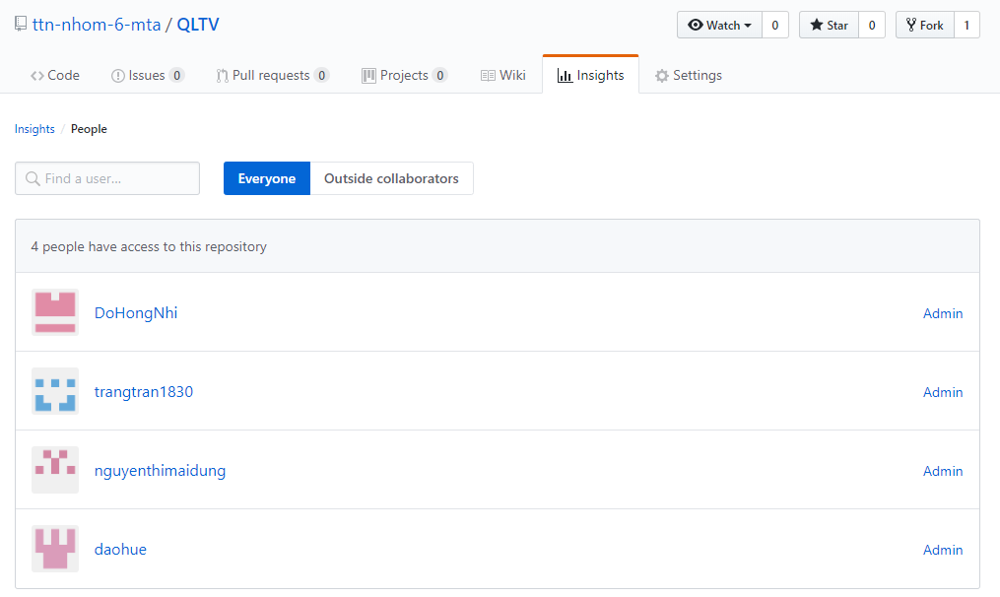 ttn-nhom-6-mta / QLTV Watch 0 Star 0 Fork 1
Code Issues 0 Pull requests 0 Projects 0 Wiki Insights Settings
Insights / People
Find a user... Everyone Outside collaborators
4 people have access to this repository
DoHongNhi Admin
trangtran1830 Admin
nguyenthimaidung Admin
daohue Admin